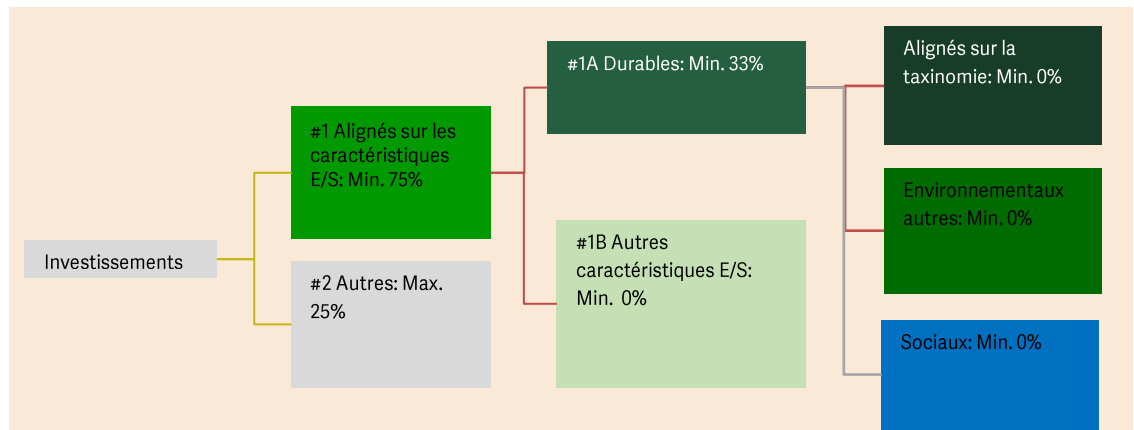 Investissements
#1 Alignés sur les
caractéristiques
E/S: Min. 75%
#2 Autres: Max.
25%
#1A Durables: Min. 33%
#1B Autres
caractéristiques E/S:
Min.  0%
Alignés sur la
taxinomie: Min. 0%
Environnementaux
autres: Min. 0%
Sociaux: Min. 0%